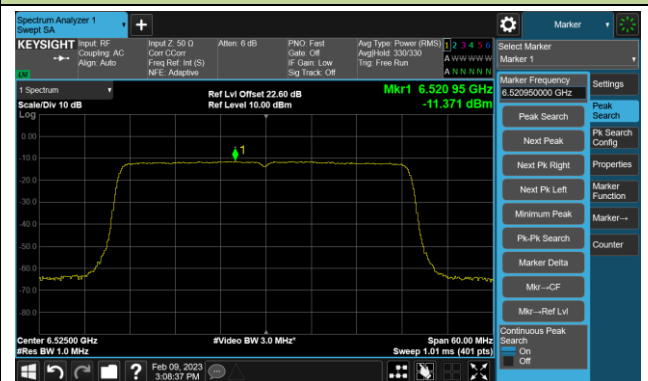 Spectrum Analyzer 1
Swept SA
+
Marker
KEYSIGHT
Input: RF
Coupling: AC
Align: Auto
Input Z: 50 Ω
Corr CCorr
Freq Ref: Int (S)
NFE: Adaptive
Atten: 6 dB
PNO: Fast
Gate: Off
IF Gain: Low
Sig Track: Off
Avg Type: Power (RMS)
Avg|Hold: 330/330
Trig: Free Run
1 2 3 4 5 6
A W W W W W
A N N N N N
Select Marker
Marker 1
1 Spectrum
Scale/Div 10 dB
Log
Ref Lvl Offset 22.60 dB
Ref Level 10.00 dBm
Mkr1 6.520 95 GHz
-11.371 dBm
0.00
-10.0
-20.0
-30.0
-40.0
-50.0
-60.0
-70.0
-80.0
1
Center 6.52500 GHz
#Res BW 1.0 MHz
#Video BW 3.0 MHz*
Span 60.00 MHz
Sweep 1.01 ms (401 pts)
Marker Frequency
6.520950000 GHz
Peak Search
Next Peak
Next Pk Right
Next Pk Left
Minimum Peak
Pk-Pk Search
Marker Delta
Mkr→CF
Mkr→Ref Lvl
Continuous Peak
Search
On
Off
Settings
Peak
Search
Pk Search
Config
Properties
Marker
Function
Marker→
Counter
?
Feb 09, 2023
3:08:37 PM